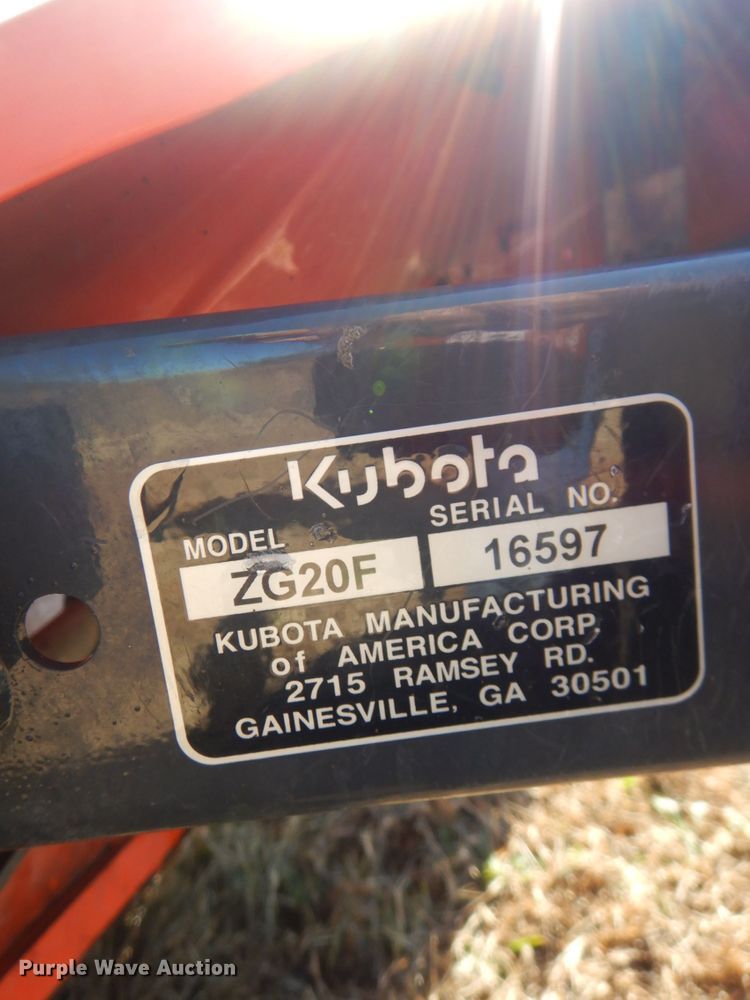 Kubota
MODEL SERIAL NO.
ZG20F 16597
KUBOTA MANUFACTURING
of AMERICA CORP
2715 RAMSEY RD.
GAINESVILLE, GA 30501
Purple Wave Auction